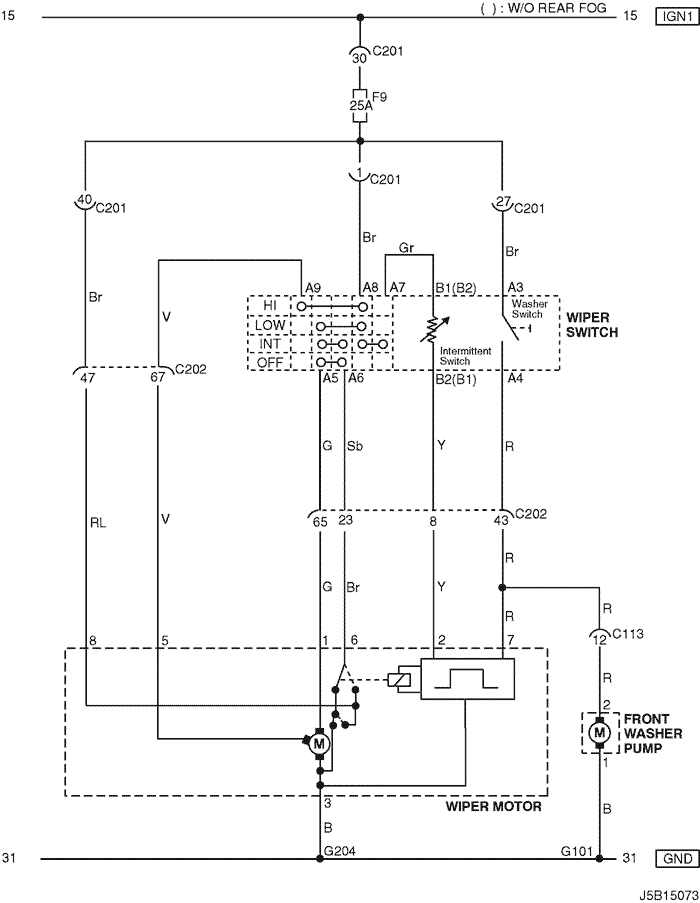 ( ) : W/O REAR FOG
15
15
IGN1
C201
30
F9
25A
40
C201
1
C201
27
C201
Br
Br
Gr
Br
V
A9
A8
A7
B1(B2)
A3
HI
LOW
INT
OFF
Washer
Switch
Intermittent
Switch
WIPER
SWITCH
A5
A6
B2(B1)
A4
47
67
C202
G
Sb
Y
R
RL
V
65
23
8
43
C202
R
G
Br
Y
R
R
12
C113
R
8
5
1
6
2
7
2
M
M
FRONT
WASHER
PUMP
1
WIPER MOTOR
3
B
B
31
G204
G101
31
GND
J5B15073